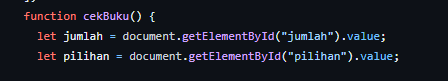 function cekBuku() {
let jumlah = document.getElementById("jumlah").value;
let pilihan = document.getElementById("pilihan").value;